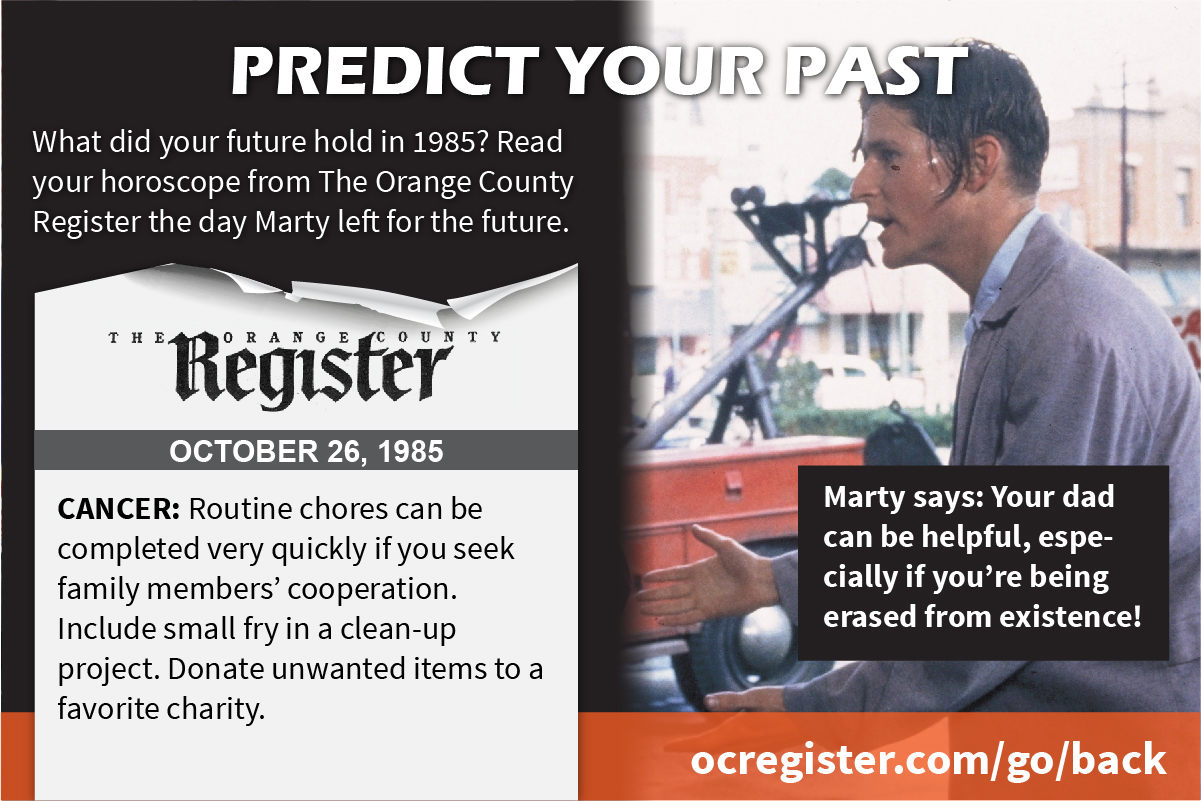 PREDICT YOUR PAST
What did your future hold in 1985? Read
your horoscope from The Orange County
Register the day Marty left for the future.
THE ORANGE COUNTY
Register
OCTOBER 26, 1985
CANCER: Routine chores can be
completed very quickly if you seek
family members’ cooperation.
Include small fry in a clean-up
project. Donate unwanted items to a
favorite charity.
Marty says: Your dad
can be helpful, espe-
cially if you’re being
erased from existence!
ocregister.com/go/back